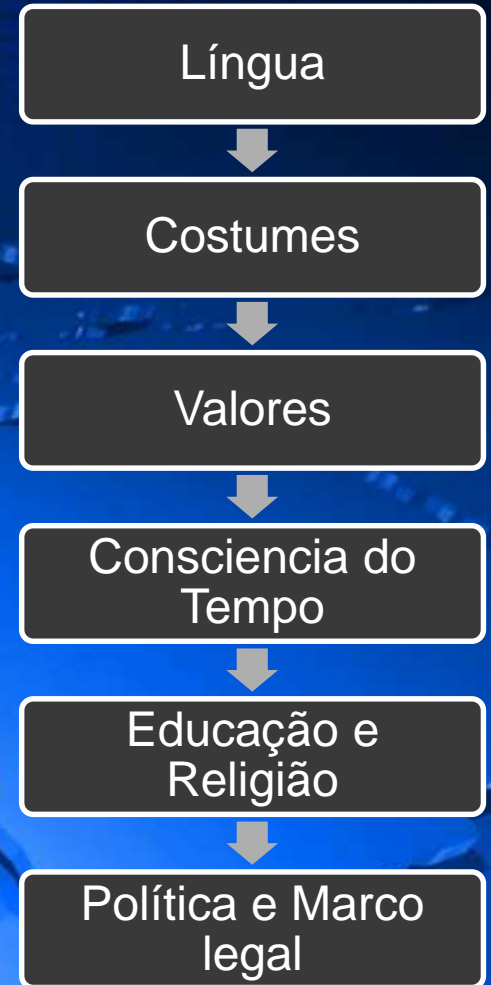 Língua
Costumes
Valores
Consciencia do
Tempo
Educação e
Religião
Política e Marco
legal